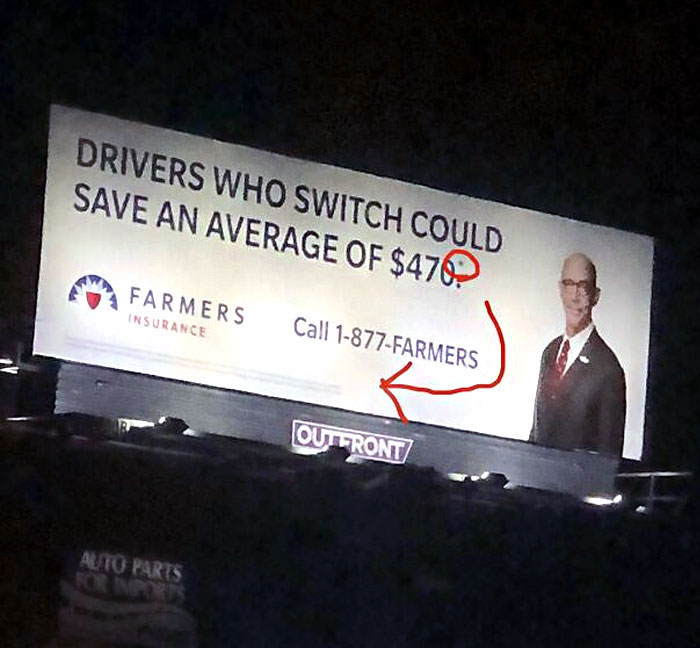 DRIVERS WHO SWITCH COULD
SAVE AN AVERAGE OF $470.*
FARMERS
INSURANCE
Call 1-877-FARMERS
OUTFRONT
AUTO PARTS
FOR IMPORTS